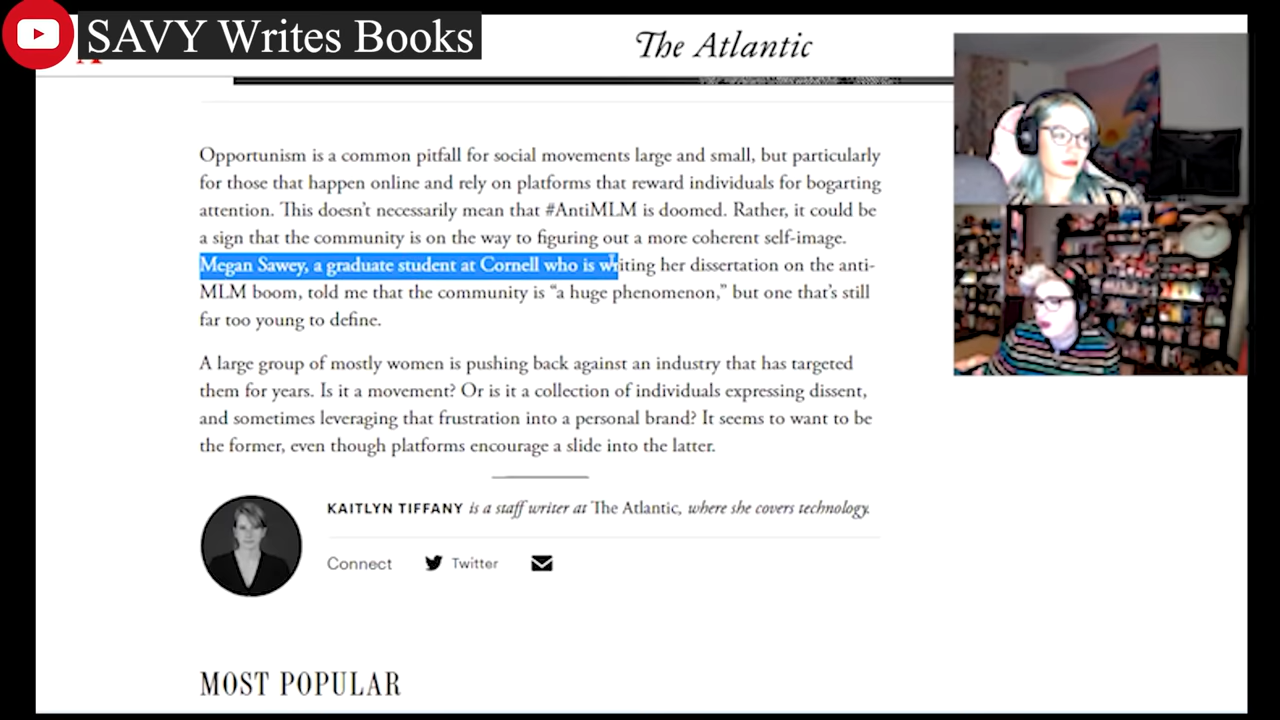 SAVY Writes Books
The Atlantic
Opportunism is a common pitfall for social movements large and small, but particularly
for those that happen online and rely on platforms that reward individuals for bogarting
attention. This doesn't necessarily mean that #AntiMLM is doomed. Rather, it could be
a sign that the community is on the way to figuring out a more coherent self-image.
Megan Sawey, a graduate student at Cornell who is writing her dissertation on the anti-
MLM boom, told me that the community is “a huge phenomenon,” but one that's still
far too young to define.
A large group of mostly women is pushing back against an industry that has targeted
them for years. Is it a movement? Or is it a collection of individuals expressing dissent,
and sometimes leveraging that frustration into a personal brand? It seems to want to be
the former, even though platforms encourage a slide into the latter.
KAITLYN TIFFANY is a staff writer at The Atlantic, where she covers technology.
Connect Twitter
MOST POPULAR